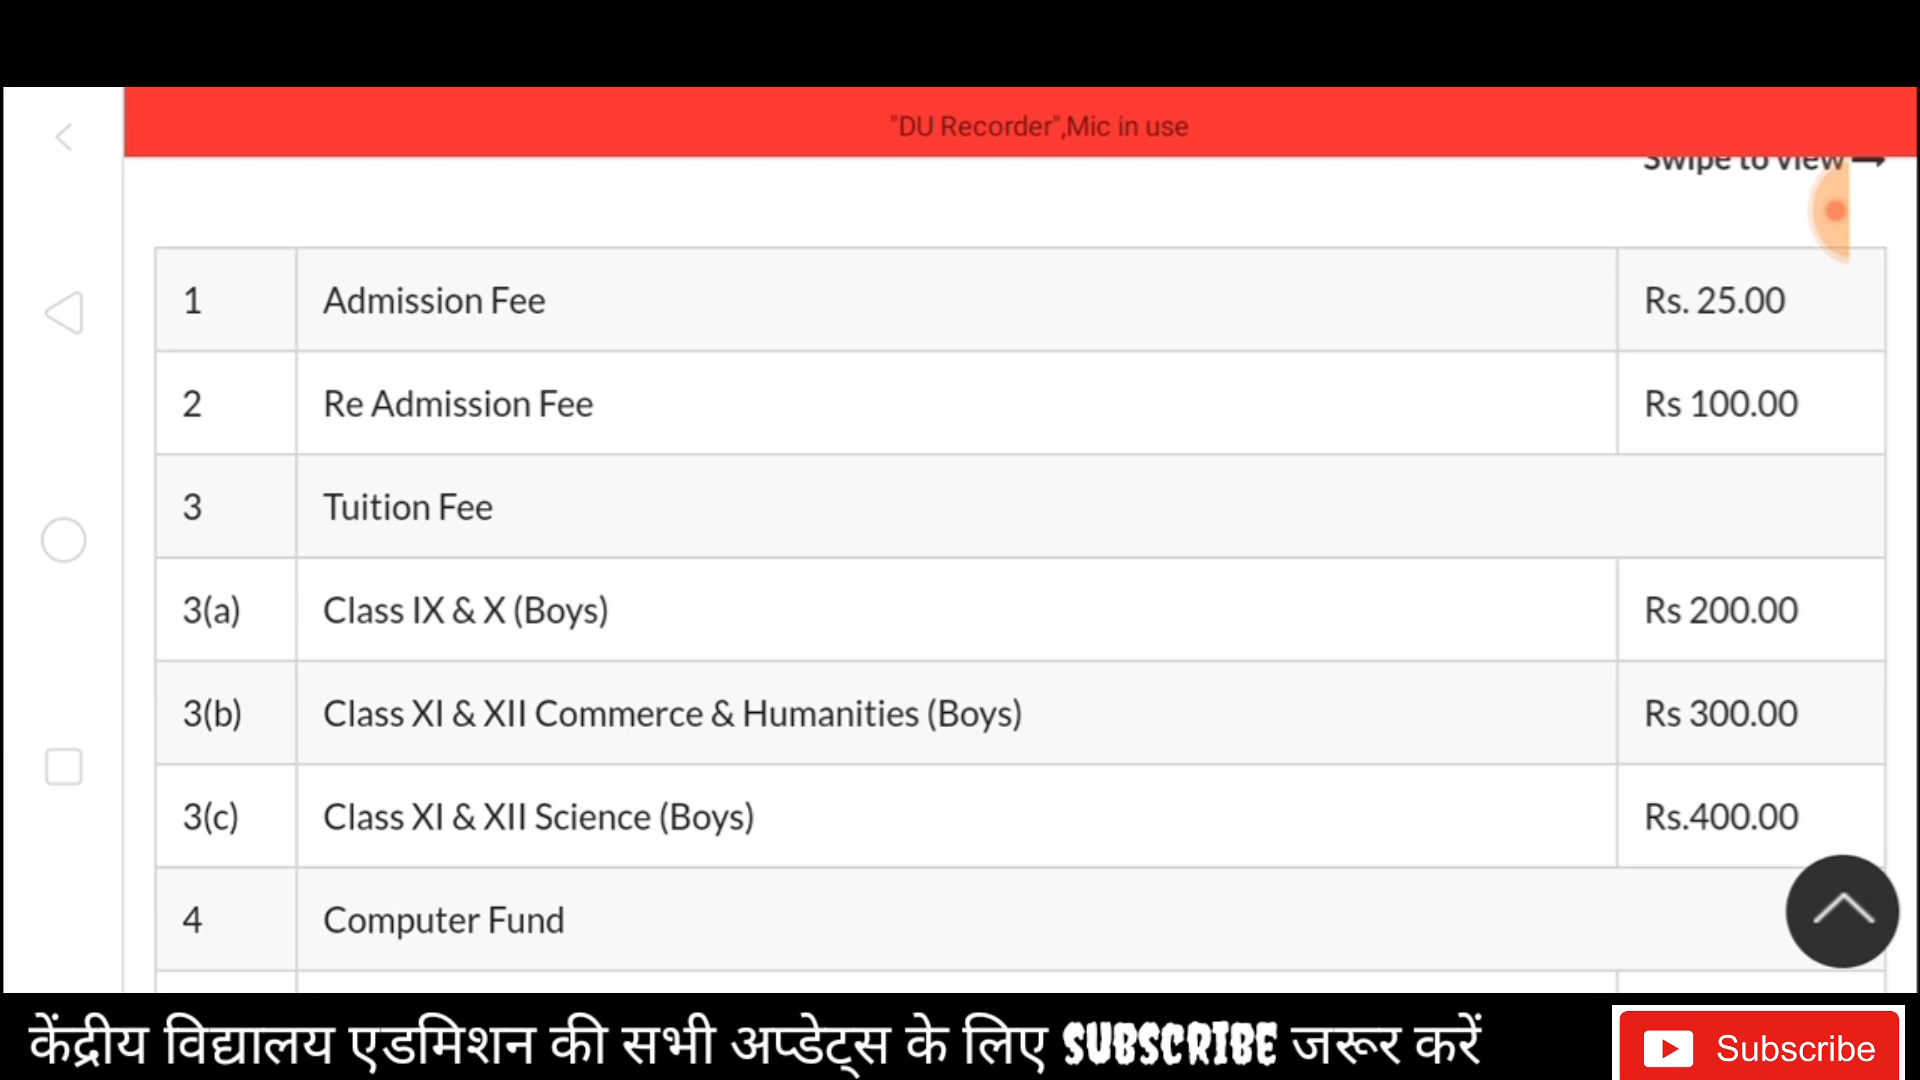 "DU Recorder",Mic in use
Swipe to view →
1 Admission Fee Rs. 25.00
2 Re Admission Fee Rs 100.00
3 Tuition Fee
3(a) Class IX & X (Boys) Rs 200.00
3(b) Class XI & XII Commerce & Humanities (Boys) Rs 300.00
3(c) Class XI & XII Science (Boys) Rs.400.00
4 Computer Fund
केंद्रीय विद्यालय एडमिशन की सभी अप्डेट्स के लिए SUBSCRIBE जरूर करें
Subscribe